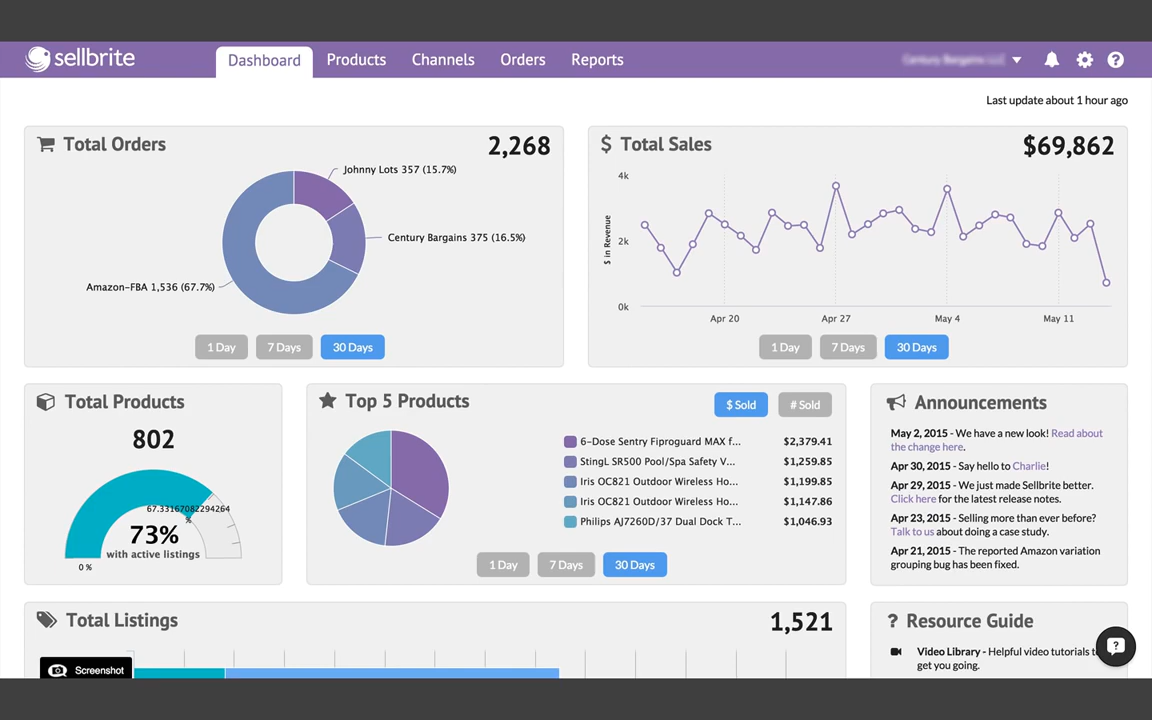 sellbrite
Dashboard
Products
Channels
Orders
Reports
Last update about 1 hour ago
Total Orders
2,268
Johnny Lots 357 (15.7%)
Century Bargains 375 (16.5%)
Amazon-FBA 1,536 (67.7%)
1 Day
7 Days
30 Days
$ Total Sales
$69,862
4k
2k
0k
$ in Revenue
Apr 20
Apr 27
May 4
May 11
1 Day
7 Days
30 Days
Total Products
802
67.33167082294264
%
73%
with active listings
0 %
Top 5 Products
$ Sold
# Sold
6-Dose Sentry Fiproguard MAX f... $2,379.41
StingL SR500 Pool/Spa Safety V... $1,259.85
Iris OC821 Outdoor Wireless Ho... $1,199.85
Iris OC821 Outdoor Wireless Ho... $1,147.86
Philips AJ7260D/37 Dual Dock T... $1,046.93
1 Day
7 Days
30 Days
Announcements
May 2, 2015 - We have a new look! Read about
the change here.
Apr 30, 2015 - Say hello to Charlie!
Apr 29, 2015 - We just made Sellbrite better.
Click here for the latest release notes.
Apr 23, 2015 - Selling more than ever before?
Talk to us about doing a case study.
Apr 21, 2015 - The reported Amazon variation
grouping bug has been fixed.
Total Listings
1,521
Screenshot
? Resource Guide
Video Library - Helpful video tutorials
get you going.